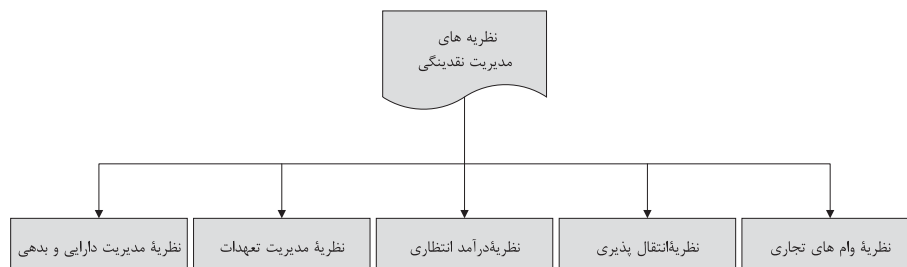 نظریه های
مدیریت نقدینگی
نظریهٔ وام های تجاری
نظریهٔانتقال پذیری
نظریهٔدرآمد انتظاری
نظریهٔ مدیریت تعهدات
نظریهٔ مدیریت دارایی و بدهی